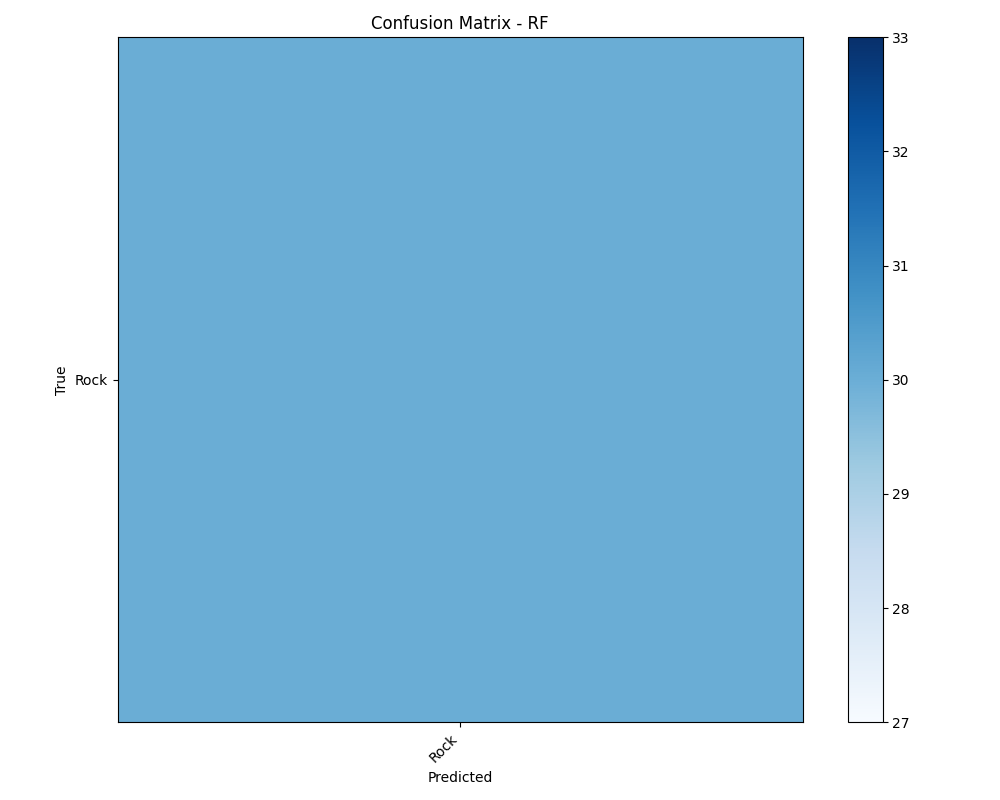 Confusion Matrix - RF
33
32
31
30
29
28
27
True
Rock
Rock
Predicted